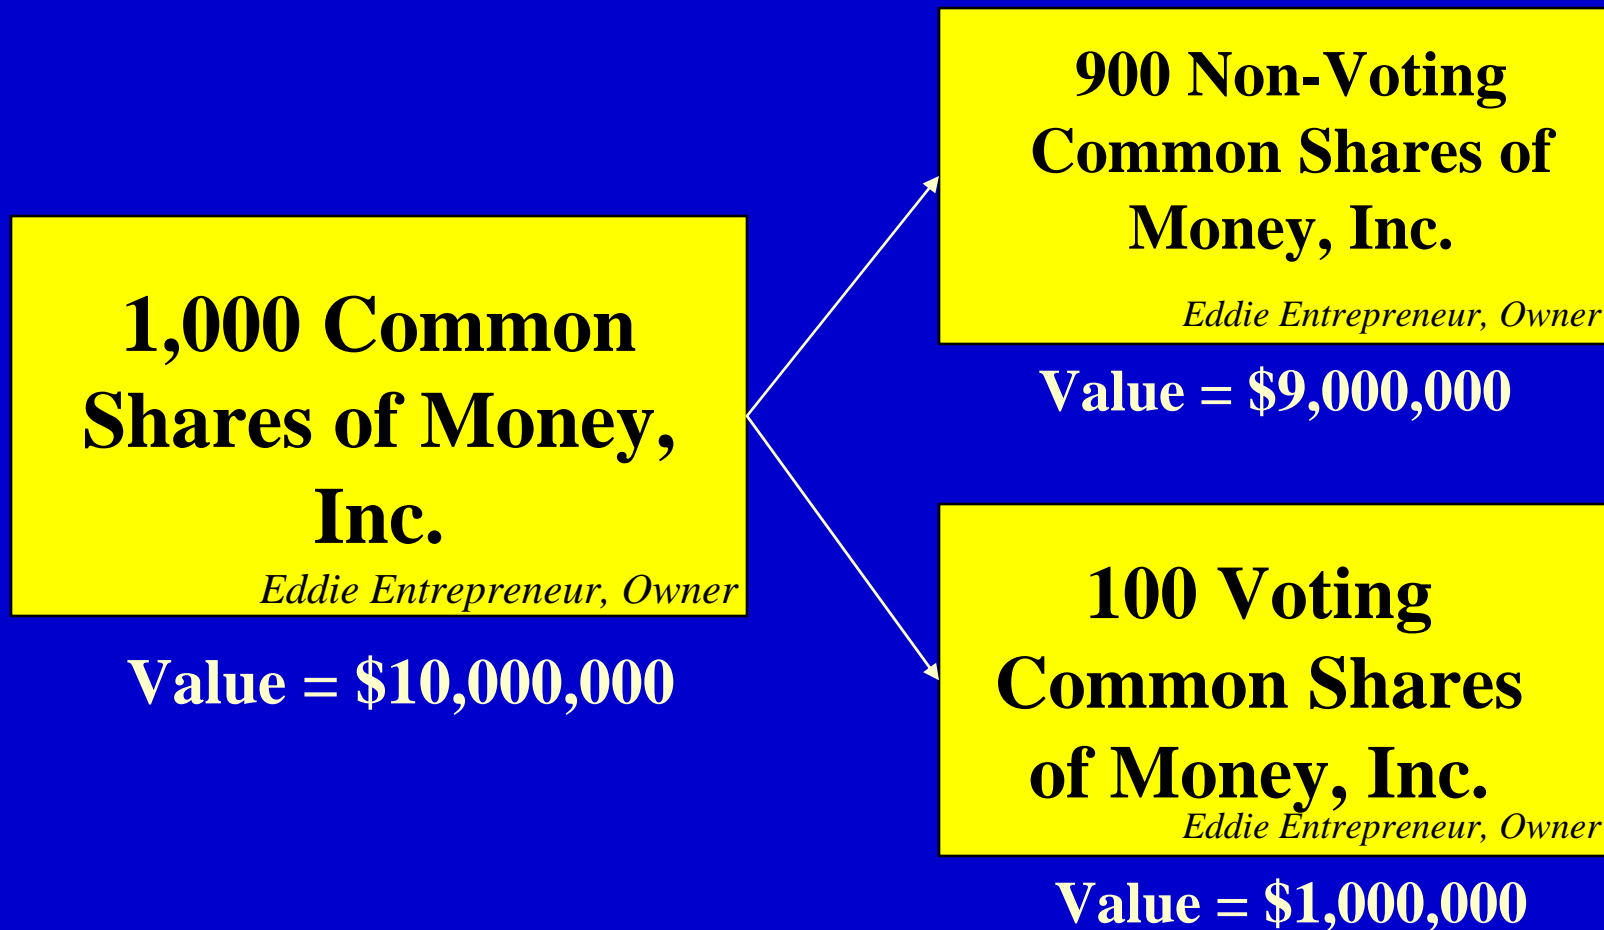 1,000 Common
Shares of Money,
Inc.
Eddie Entrepreneur, Owner
Value = $10,000,000
900 Non-Voting
Common Shares of
Money, Inc.
Eddie Entrepreneur, Owner
Value = $9,000,000
100 Voting
Common Shares
of Money, Inc.
Eddie Entrepreneur, Owner
Value = $1,000,000